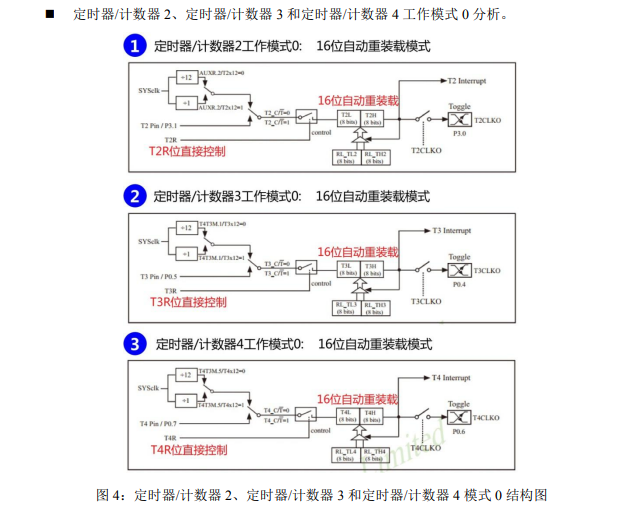 ■ 定时器/计数器 2、定时器/计数器 3 和定时器/计数器 4 工作模式 0 分析。
1 定时器/计数器2工作模式0: 16位自动重装载模式
÷12
AUXR.2/T2x12=0
SYSclk
÷1
AUXR.2/T2x12=1
T2 Pin / P3.1
T2R
T2R位直接控制
T2_C/T̅=0
T2_C/T̅=1
control
16位自动重装载
T2L (8 bits)
T2H (8 bits)
RL_TL2 (8 bits)
RL_TH2 (8 bits)
T2 Interrupt
Toggle
T2CLKO
P3.0
T2CLKO
2 定时器/计数器3工作模式0: 16位自动重装载模式
÷12
T4T3M.1/T3x12=0
SYSclk
÷1
T4T3M.1/T3x12=1
T3 Pin / P0.5
T3R
T3R位直接控制
T3_C/T̅=0
T3_C/T̅=1
control
16位自动重装载
T3L (8 bits)
T3H (8 bits)
RL_TL3 (8 bits)
RL_TH3 (8 bits)
T3 Interrupt
Toggle
T3CLKO
P0.4
T3CLKO
3 定时器/计数器4工作模式0: 16位自动重装载模式
÷12
T4T3M.5/T4x12=0
SYSclk
÷1
T4T3M.5/T4x12=1
T4 Pin / P0.7
T4R
T4R位直接控制
T4_C/T̅=0
T4_C/T̅=1
control
16位自动重装载
T4L (8 bits)
T4H (8 bits)
RL_TL4 (8 bits)
RL_TH4 (8 bits)
T4 Interrupt
Toggle
T4CLKO
P0.6
T4CLKO
Limited
图 4: 定时器/计数器 2、定时器/计数器 3 和定时器/计数器 4 模式 0 结构图